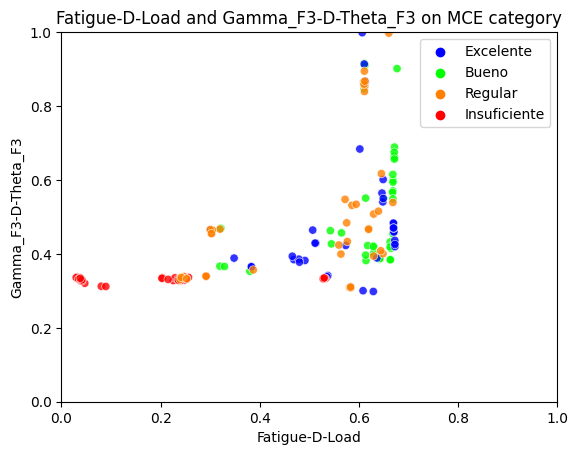 Fatigue-D-Load and Gamma_F3-D-Theta_F3 on MCE category
1.0
0.8
0.6
0.4
0.2
0.0
Gamma_F3-D-Theta_F3
Excelente
Bueno
Regular
Insuficiente
0.0 0.2 0.4 0.6 0.8 1.0
Fatigue-D-Load